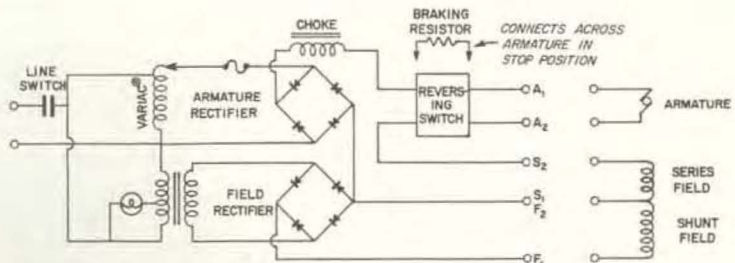 CHOKE
BRAKING
RESISTOR
CONNECTS ACROSS
ARMATURE IN
STOP POSITION
LINE
SWITCH
VARIAC®
ARMATURE
RECTIFIER
REVERS
ING
SWITCH
A₁
A₂
ARMATURE
S₂
SERIES
FIELD
FIELD
RECTIFIER
S₁
F₂
SHUNT
FIELD
F₁